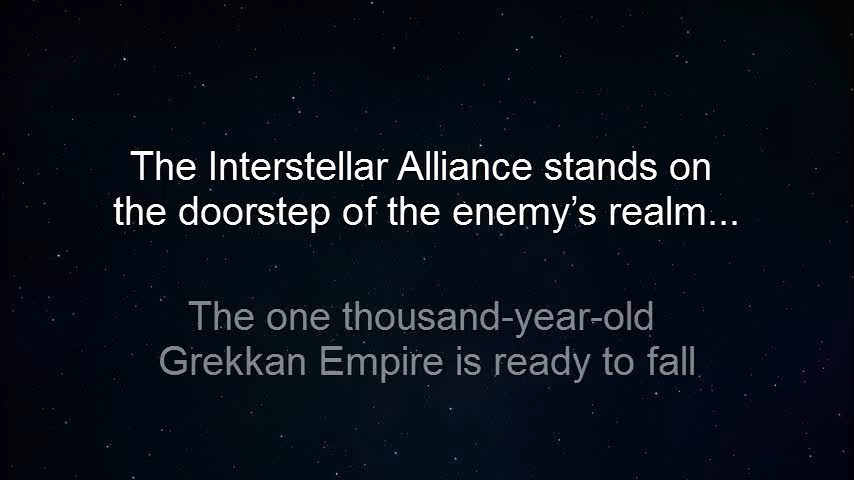 The Interstellar Alliance stands on
the doorstep of the enemy’s realm...
The one thousand-year-old
Grekkan Empire is ready to fall